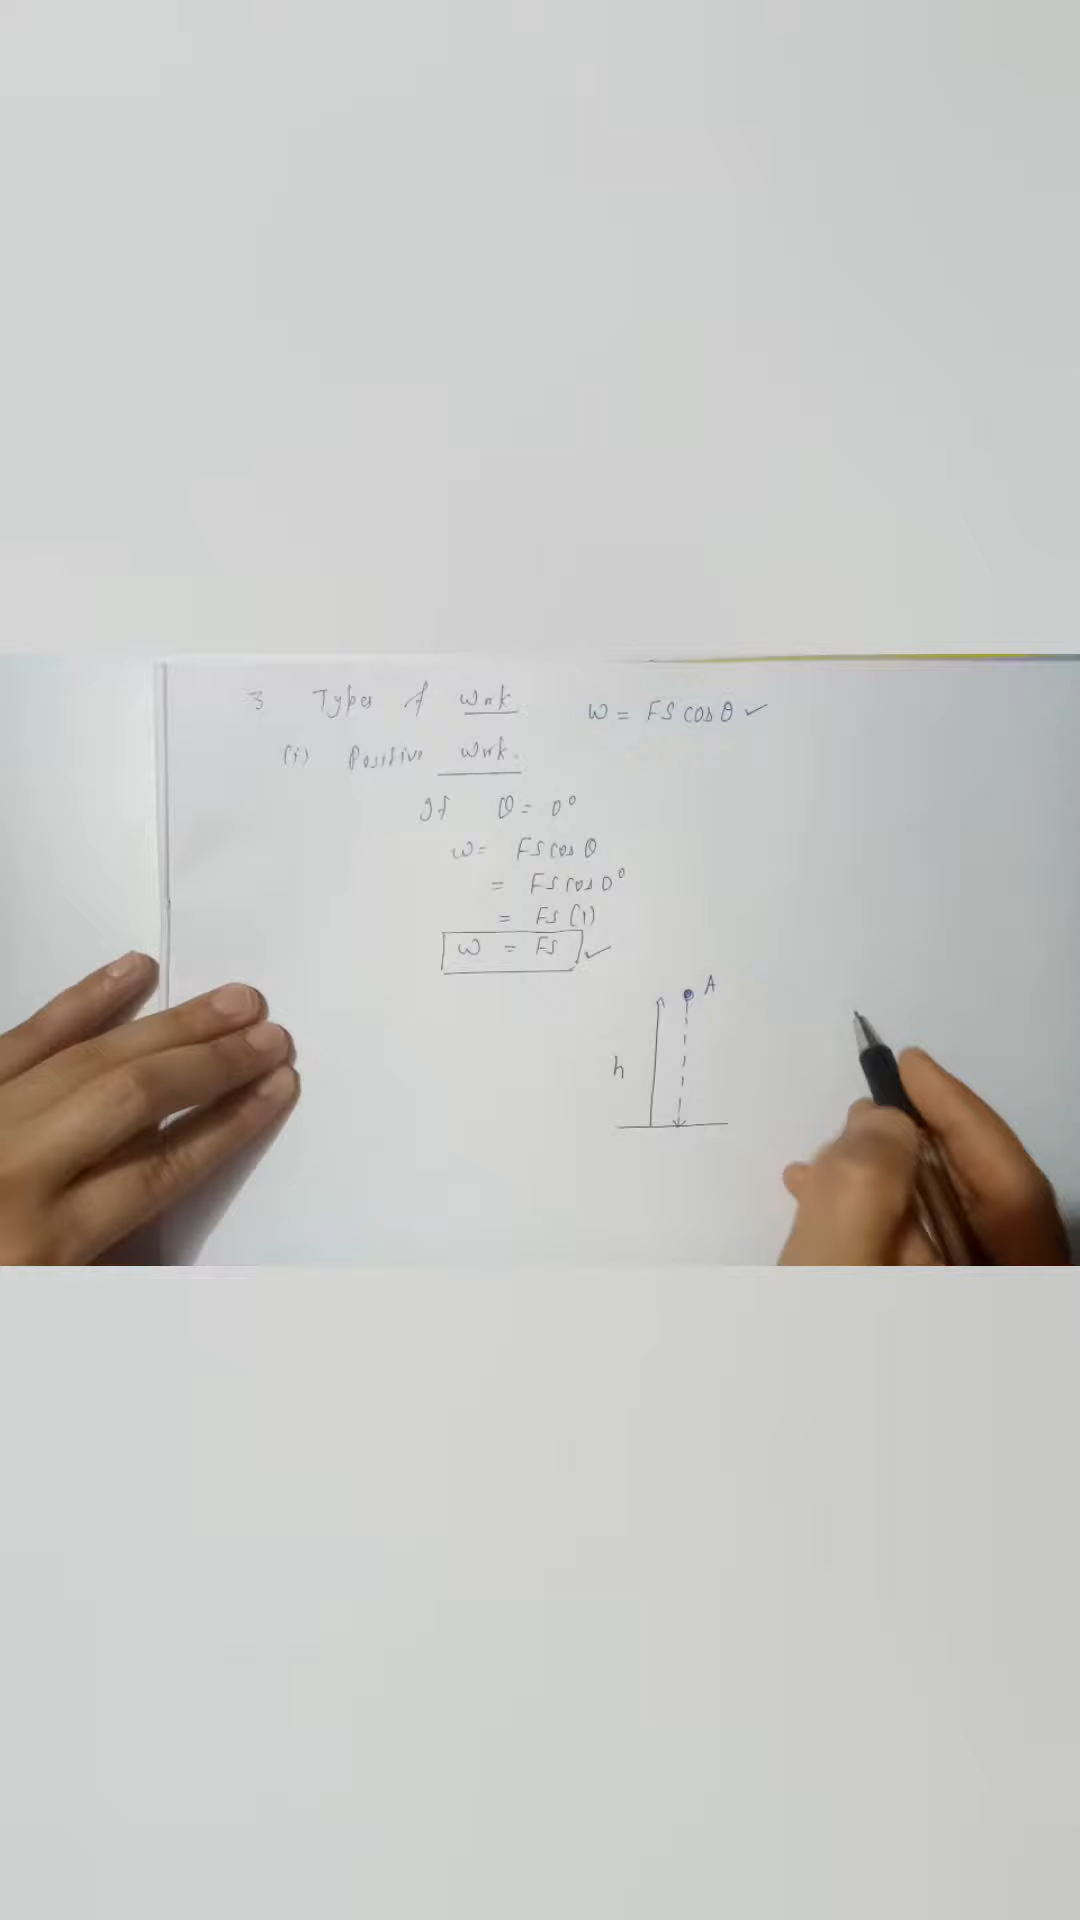 3 Types of Work
W = FS cos θ ✓
(i) Positive Work.
If θ = 0°
W = FS cos θ
= FS cos 0°
= FS (1)
W = FS ✓
A
h